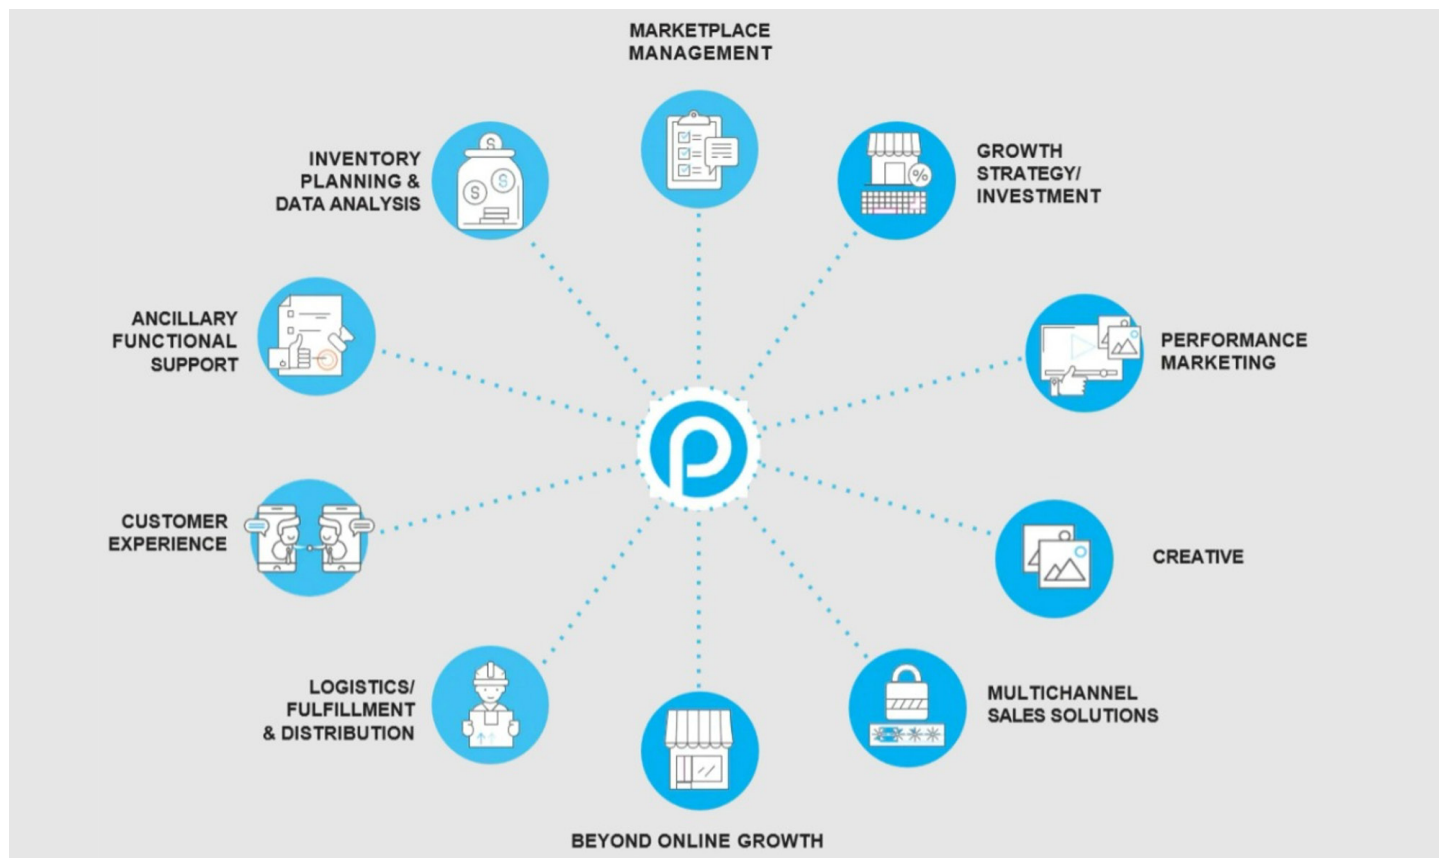 MARKETPLACE
MANAGEMENT
GROWTH
STRATEGY/
INVESTMENT
PERFORMANCE
MARKETING
CREATIVE
MULTICHANNEL
SALES SOLUTIONS
BEYOND ONLINE GROWTH
LOGISTICS/
FULFILLMENT
& DISTRIBUTION
CUSTOMER
EXPERIENCE
ANCILLARY
FUNCTIONAL
SUPPORT
INVENTORY
PLANNING &
DATA ANALYSIS